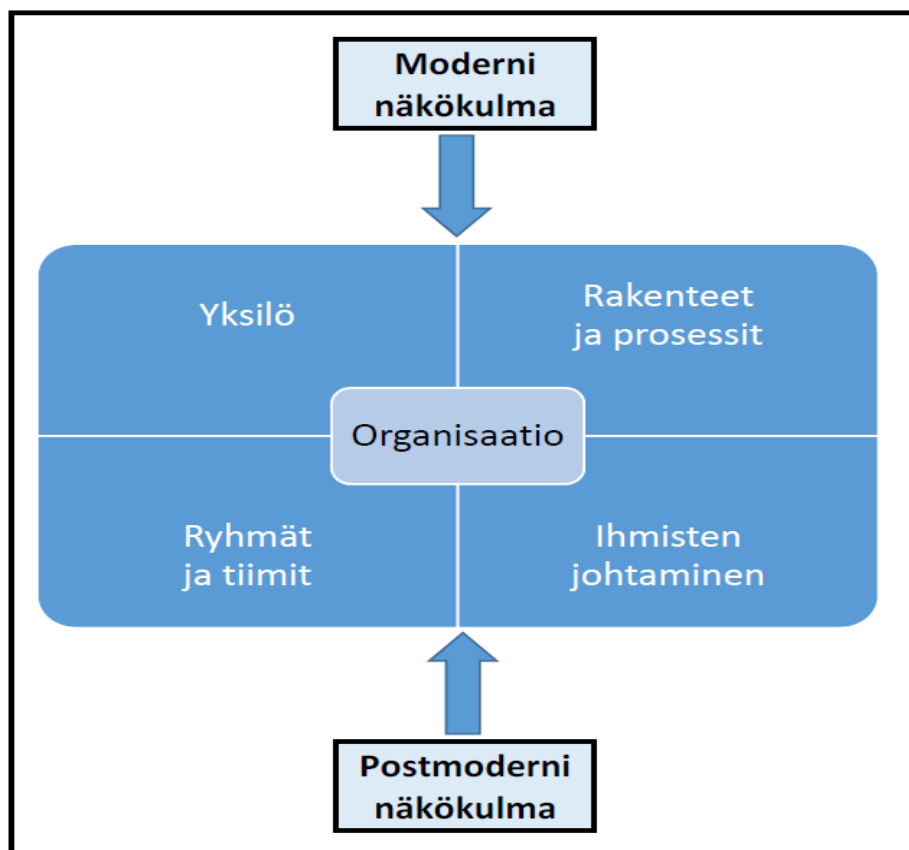 Moderni
näkökulma
Yksilö
Rakenteet
ja prosessit
Organisaatio
Ryhmät
ja tiimit
Ihmisten
johtaminen
Postmoderni
näkökulma